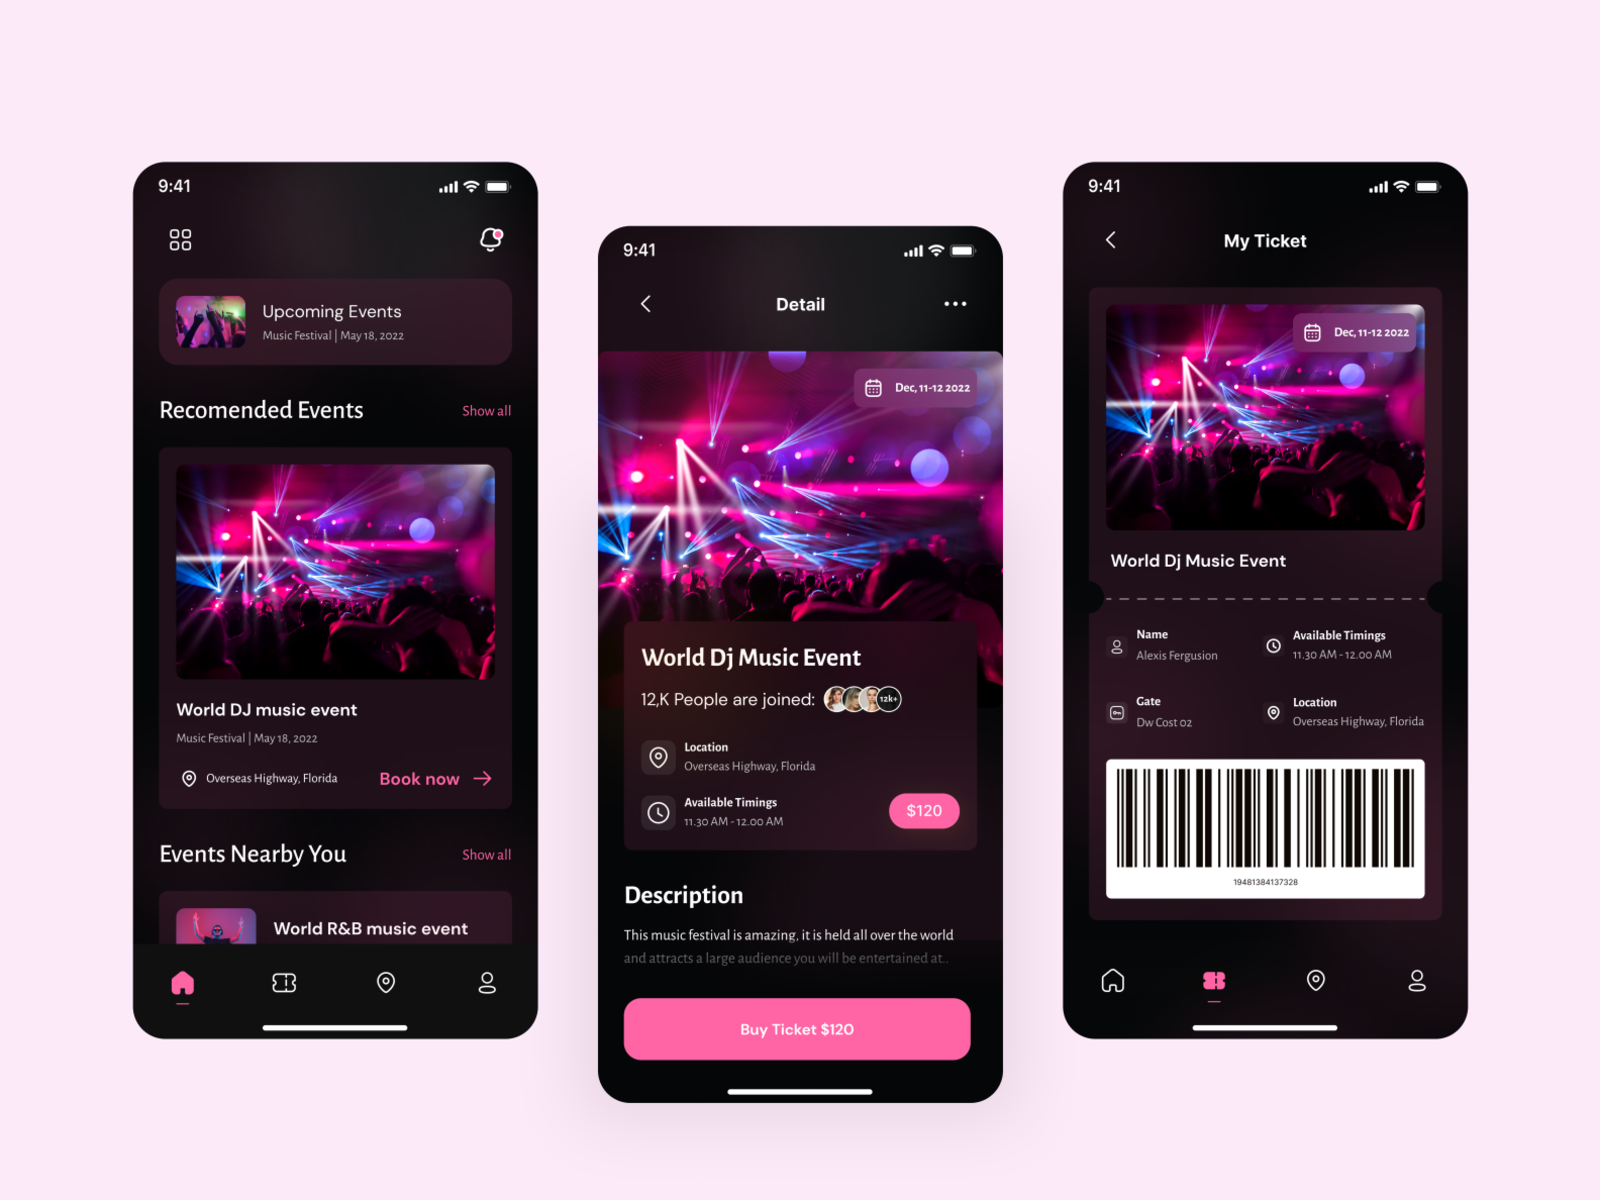 9:41
Upcoming Events
Music Festival | May 18, 2022
Recomended Events
Show all
World DJ music event
Music Festival | May 18, 2022
Overseas Highway, Florida
Book now
Events Nearby You
Show all
World R&B music event
9:41
Detail
Dec, 11-12 2022
World Dj Music Event
12,K People are joined:
12k+
Location
Overseas Highway, Florida
Available Timings
11.30 AM - 12.00 AM
$120
Description
This music festival is amazing, it is held all over the world
and attracts a large audience you will be entertained at..
Buy Ticket $120
9:41
My Ticket
Dec, 11-12 2022
World Dj Music Event
Name
Alexis Fergusion
Available Timings
11.30 AM - 12.00 AM
Gate
Dw Cost 02
Location
Overseas Highway, Florida
19481384137328